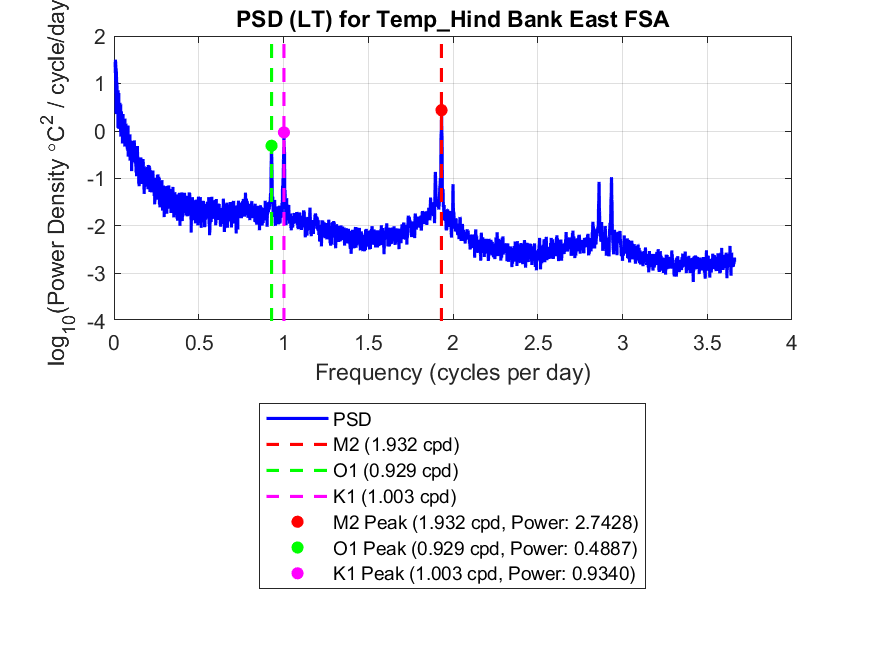 PSD (LT) for Temp_Hind Bank East FSA
log10(Power Density °C2 / cycle/day
2
1
0
-1
-2
-3
-4
0 0.5 1 1.5 2 2.5 3 3.5 4
Frequency (cycles per day)
PSD
M2 (1.932 cpd)
O1 (0.929 cpd)
K1 (1.003 cpd)
M2 Peak (1.932 cpd, Power: 2.7428)
O1 Peak (0.929 cpd, Power: 0.4887)
K1 Peak (1.003 cpd, Power: 0.9340)